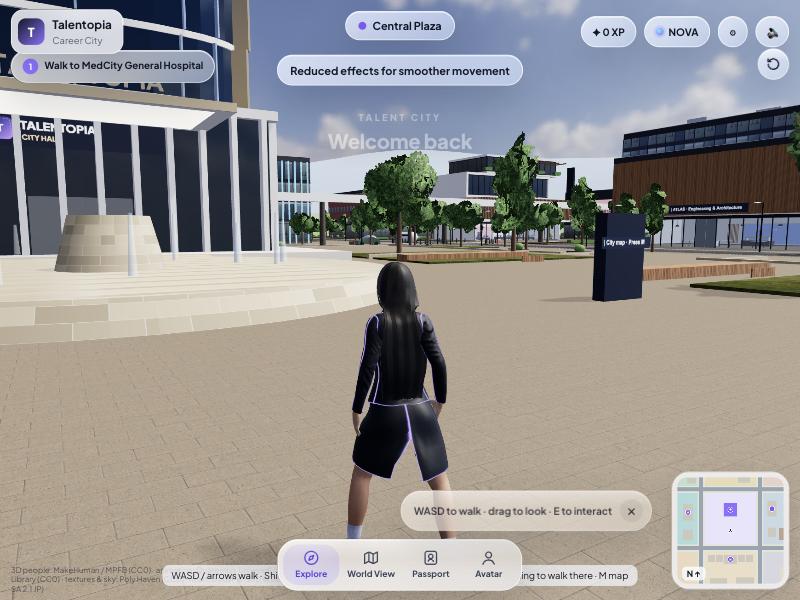 Talentopia
Career City
T
Central Plaza
✦ 0 XP
NOVA
1 Walk to MedCity General Hospital
Reduced effects for smoother movement
TALENT CITY
Welcome back
TALENTOPIA
CITY HALL
ATLAS · Engineering & Architecture
City map · Press M
WASD to walk · drag to look · E to interact ✕
Explore
World View
Passport
Avatar
WASD / arrows walk · Shi
ing to walk there · M map
3D people: MakeHuman / MPFB (CC0) ·
Library (CC0) · textures & sky: Poly Haven
N↑